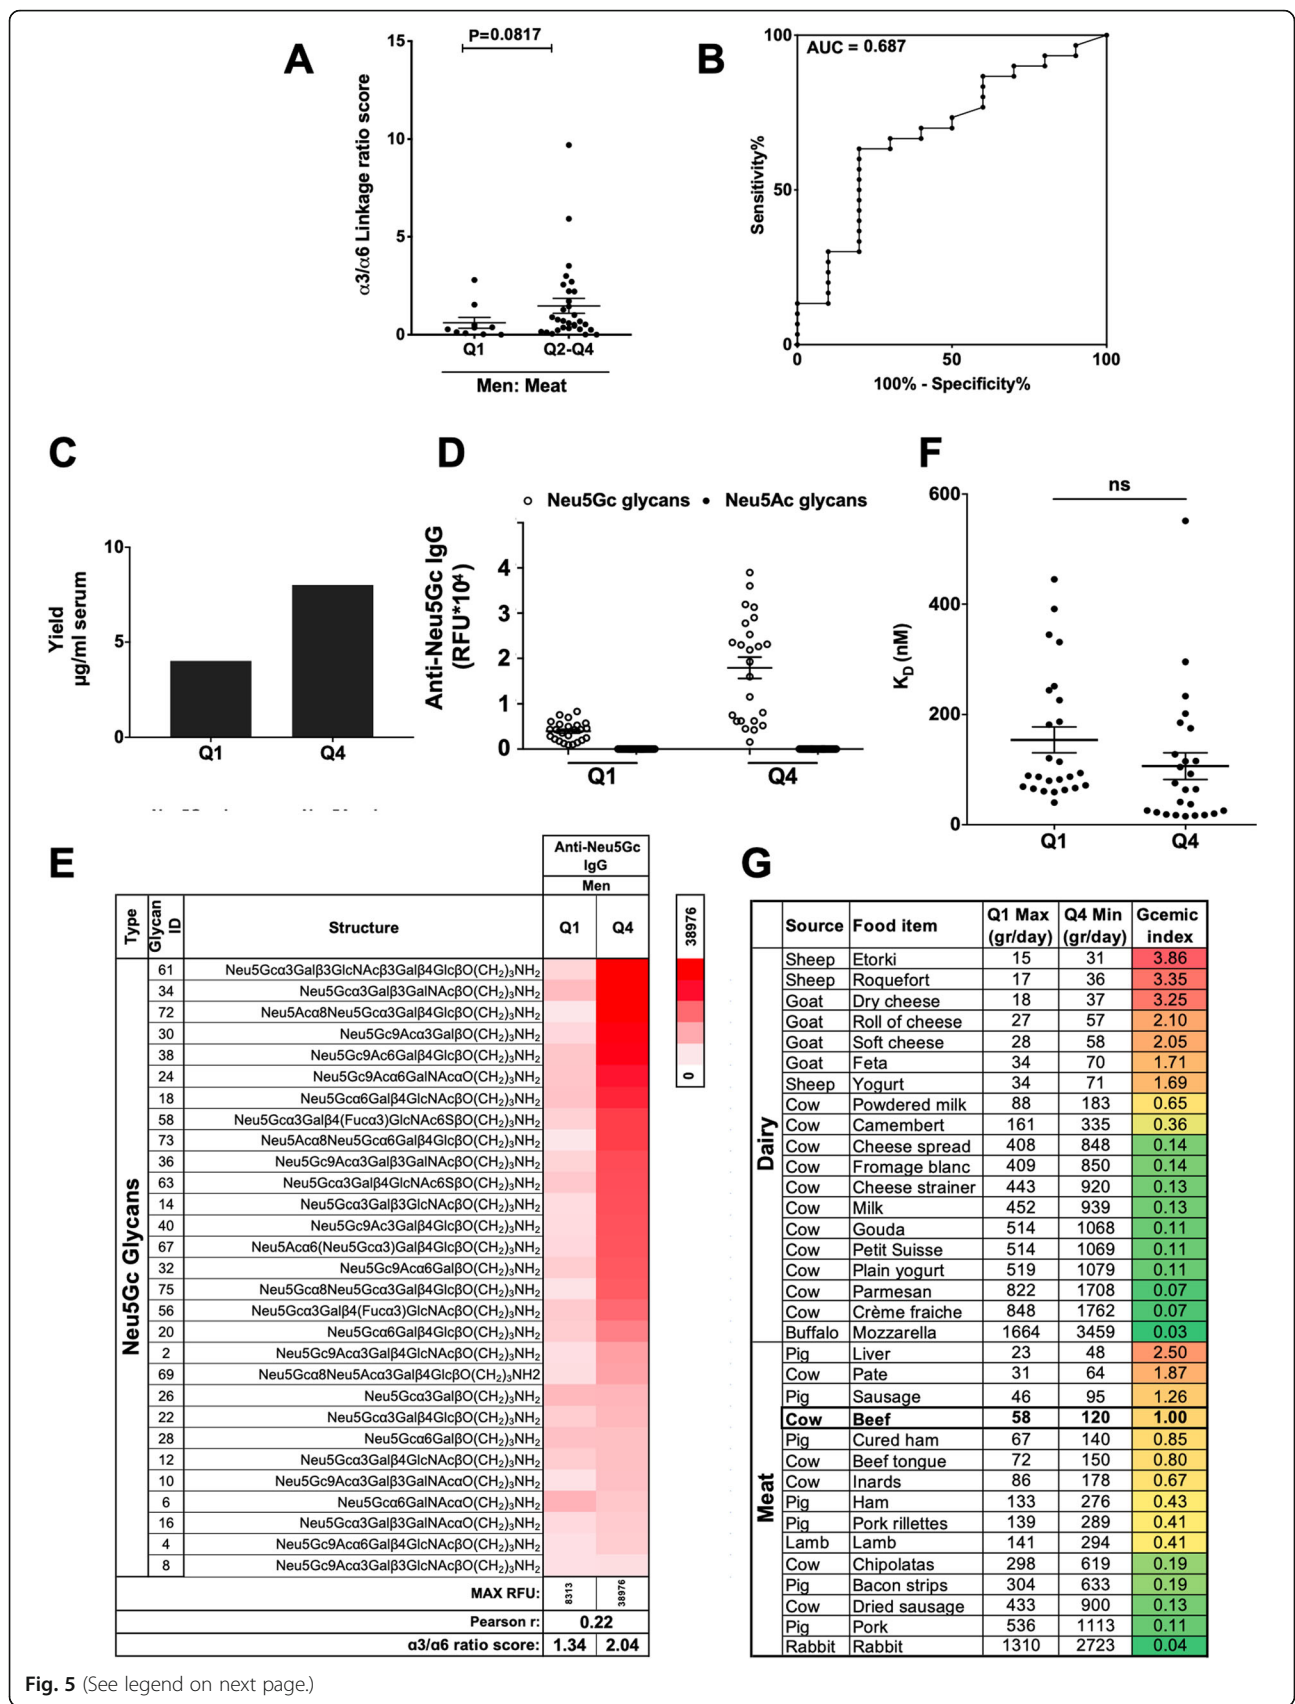 A
P=0.0817
15
10
5
0
α3/α6 Linkage ratio score
Q1 Q2-Q4
Men: Meat
B
AUC = 0.687
100
50
0
Sensitivity%
0 50 100
100% - Specificity%
C
10
5
0
Yield
µg/ml serum
Q1 Q4
D
Neu5Gc glycans Neu5Ac glycans
Anti-Neu5Gc IgG
(RFU*10⁴)
4
3
2
1
0
Q1 Q4
F
ns
600
400
200
0
K_D (nM)
Q1 Q4
E
Anti-Neu5Gc
IgG
Men
Type Glycan ID Structure Q1 Q4
38976
0
Neu5Gc Glycans
61 Neu5Gcα3Galβ3GlcNAcβ3Galβ4GlcβO(CH₂)₃NH₂
34 Neu5Gcα3Galβ3GalNAcβO(CH₂)₃NH₂
72 Neu5Acα8Neu5Gcα3Galβ4GlcβO(CH₂)₃NH₂
30 Neu5Gc9Acα3GalβO(CH₂)₃NH₂
38 Neu5Gc9Ac6Galβ4GlcβO(CH₂)₃NH₂
24 Neu5Gc9Acα6GalNAcαO(CH₂)₃NH₂
18 Neu5Gcα6Galβ4GlcNAcβO(CH₂)₃NH₂
58 Neu5Gcα3Galβ4(Fucα3)GlcNAc6SβO(CH₂)₃NH₂
73 Neu5Acα8Neu5Gcα6Galβ4GlcβO(CH₂)₃NH₂
36 Neu5Gc9Acα3Galβ3GalNAcβO(CH₂)₃NH₂
63 Neu5Gcα3Galβ4GlcNAc6SβO(CH₂)₃NH₂
14 Neu5Gcα3Galβ3GlcNAcβO(CH₂)₃NH₂
40 Neu5Gc9Ac3Galβ4GlcβO(CH₂)₃NH₂
67 Neu5Acα6(Neu5Gcα3)Galβ4GlcβO(CH₂)₃NH₂
32 Neu5Gc9Acα6GalβO(CH₂)₃NH₂
75 Neu5Gcα8Neu5Gcα3Galβ4GlcβO(CH₂)₃NH₂
56 Neu5Gcα3Galβ4(Fucα3)GlcNAcβO(CH₂)₃NH₂
20 Neu5Gcα6Galβ4GlcβO(CH₂)₃NH₂
2 Neu5Gc9Acα3Galβ4GlcNAcβO(CH₂)₃NH₂
69 Neu5Gcα8Neu5Acα3Galβ4GlcβO(CH₂)₃NH2
26 Neu5Gcα3GalβO(CH₂)₃NH₂
22 Neu5Gcα3Galβ4GlcβO(CH₂)₃NH₂
28 Neu5Gcα6GalβO(CH₂)₃NH₂
12 Neu5Gcα3Galβ4GlcNAcβO(CH₂)₃NH₂
10 Neu5Gc9Acα3Galβ3GalNAcαO(CH₂)₃NH₂
6 Neu5Gcα6GalNAcαO(CH₂)₃NH₂
16 Neu5Gcα3Galβ3GalNAcαO(CH₂)₃NH₂
4 Neu5Gc9Acα6Galβ4GlcNAcβO(CH₂)₃NH₂
8 Neu5Gc9Acα3Galβ3GlcNAcβO(CH₂)₃NH₂
MAX RFU: 8313 38976
Pearson r: 0.22
α3/α6 ratio score: 1.34 2.04
G
Source Food item Q1 Max (gr/day) Q4 Min (gr/day) Gcemic index
Dairy
Sheep Etorki 15 31 3.86
Sheep Roquefort 17 36 3.35
Goat Dry cheese 18 37 3.25
Goat Roll of cheese 27 57 2.10
Goat Soft cheese 28 58 2.05
Goat Feta 34 70 1.71
Sheep Yogurt 34 71 1.69
Cow Powdered milk 88 183 0.65
Cow Camembert 161 335 0.36
Cow Cheese spread 408 848 0.14
Cow Fromage blanc 409 850 0.14
Cow Cheese strainer 443 920 0.13
Cow Milk 452 939 0.13
Cow Gouda 514 1068 0.11
Cow Petit Suisse 514 1069 0.11
Cow Plain yogurt 519 1079 0.11
Cow Parmesan 822 1708 0.07
Cow Crème fraiche 848 1762 0.07
Buffalo Mozzarella 1664 3459 0.03
Meat
Pig Liver 23 48 2.50
Cow Pate 31 64 1.87
Pig Sausage 46 95 1.26
Cow Beef 58 120 1.00
Pig Cured ham 67 140 0.85
Cow Beef tongue 72 150 0.80
Cow Inards 86 178 0.67
Pig Ham 133 276 0.43
Pig Pork rillettes 139 289 0.41
Lamb Lamb 141 294 0.41
Cow Chipolatas 298 619 0.19
Pig Bacon strips 304 633 0.19
Cow Dried sausage 433 900 0.13
Pig Pork 536 1113 0.11
Rabbit Rabbit 1310 2723 0.04
Fig. 5 (See legend on next page.)